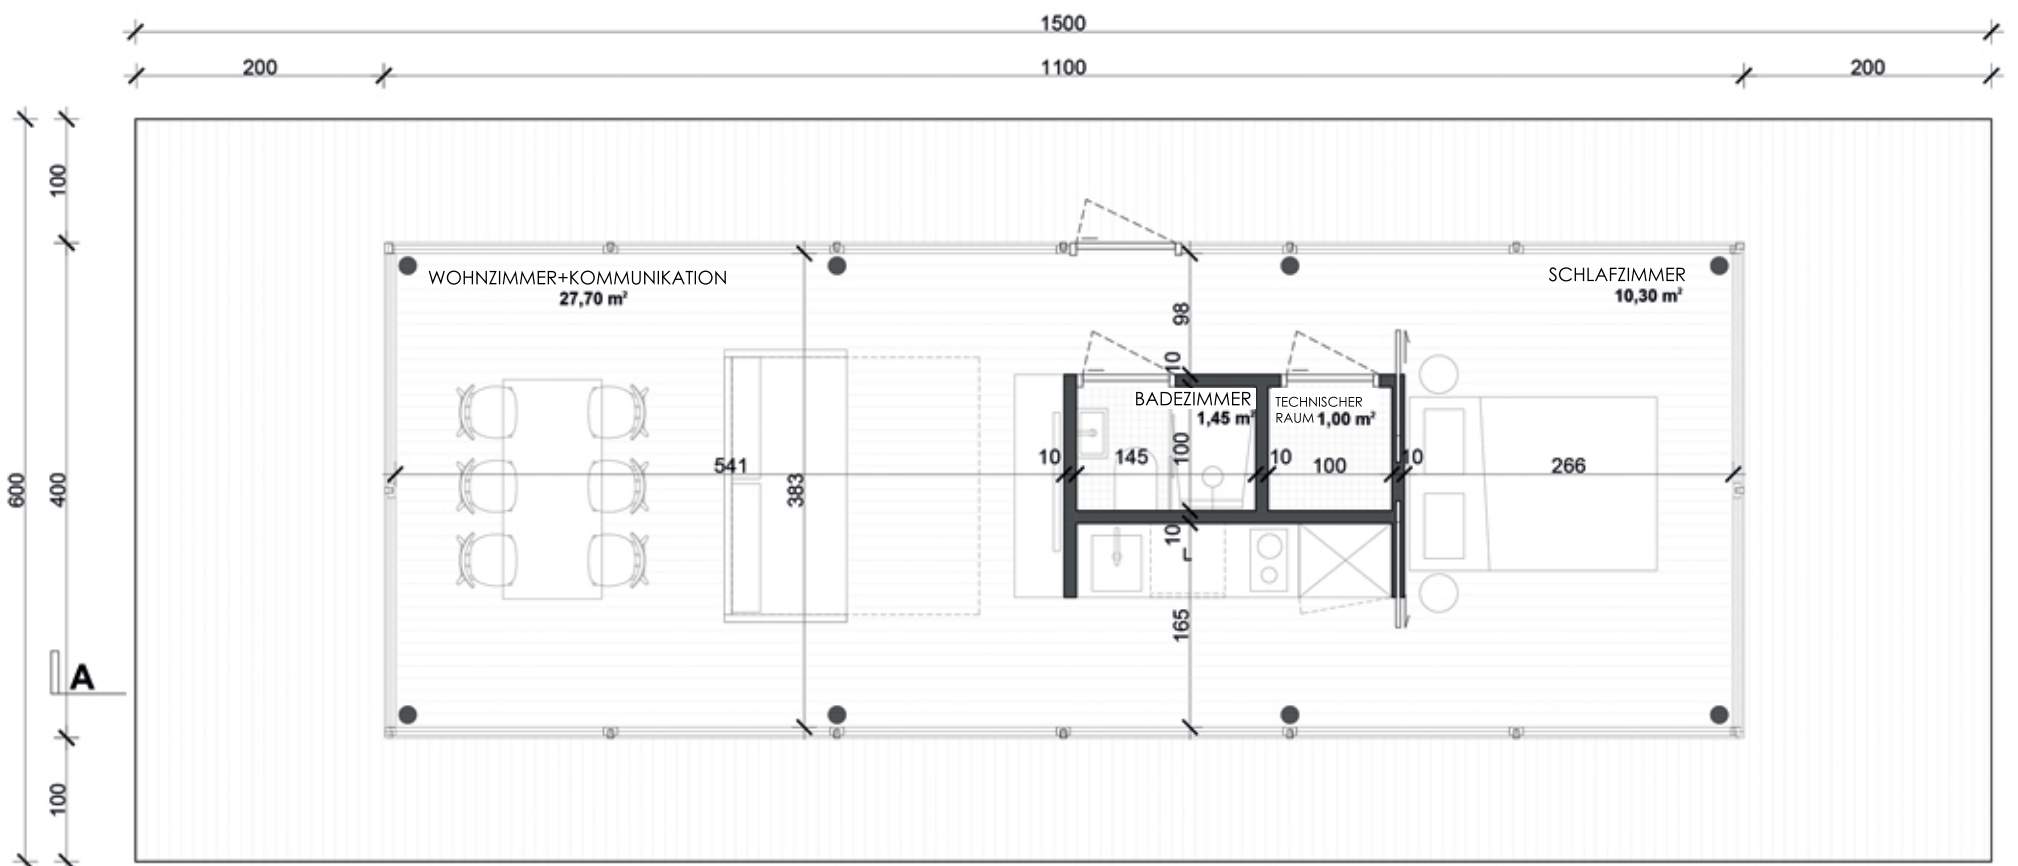 1500
200 1100 200
100
WOHNZIMMER+KOMMUNIKATION
27,70 m²
SCHLAFZIMMER
10,30 m²
98
10
BADEZIMMER
1,45 m²
TECHNISCHER
RAUM 1,00 m²
600 400 541 383 10 145 100 10 100 10 266
10
165
A
100